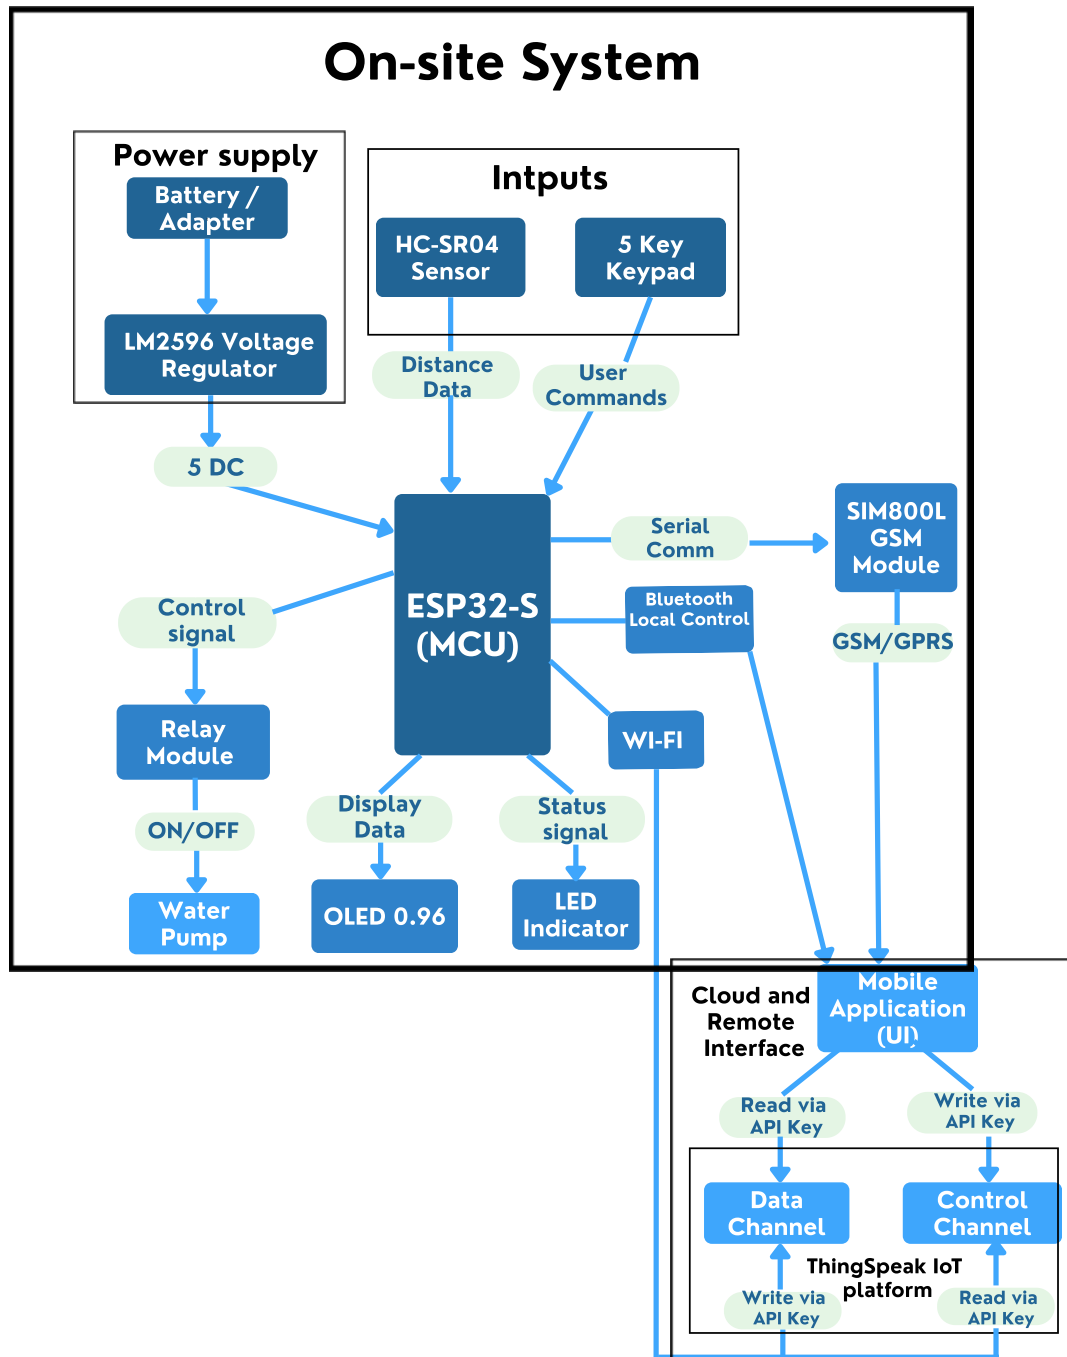 On-site System
Power supply
Battery /
Adapter
LM2596 Voltage
Regulator
5 DC
Intputs
HC-SR04
Sensor
5 Key
Keypad
Distance
Data
User
Commands
ESP32-S
(MCU)
Serial
Comm
SIM800L
GSM
Module
Bluetooth
Local Control
GSM/GPRS
WI-FI
Control
signal
Relay
Module
ON/OFF
Water
Pump
Display
Data
OLED 0.96
Status
signal
LED
Indicator
Cloud and
Remote
Interface
Mobile
Application
(UI)
Read via
API Key
Write via
API Key
Data
Channel
Control
Channel
ThingSpeak IoT
platform
Write via
API Key
Read via
API Key